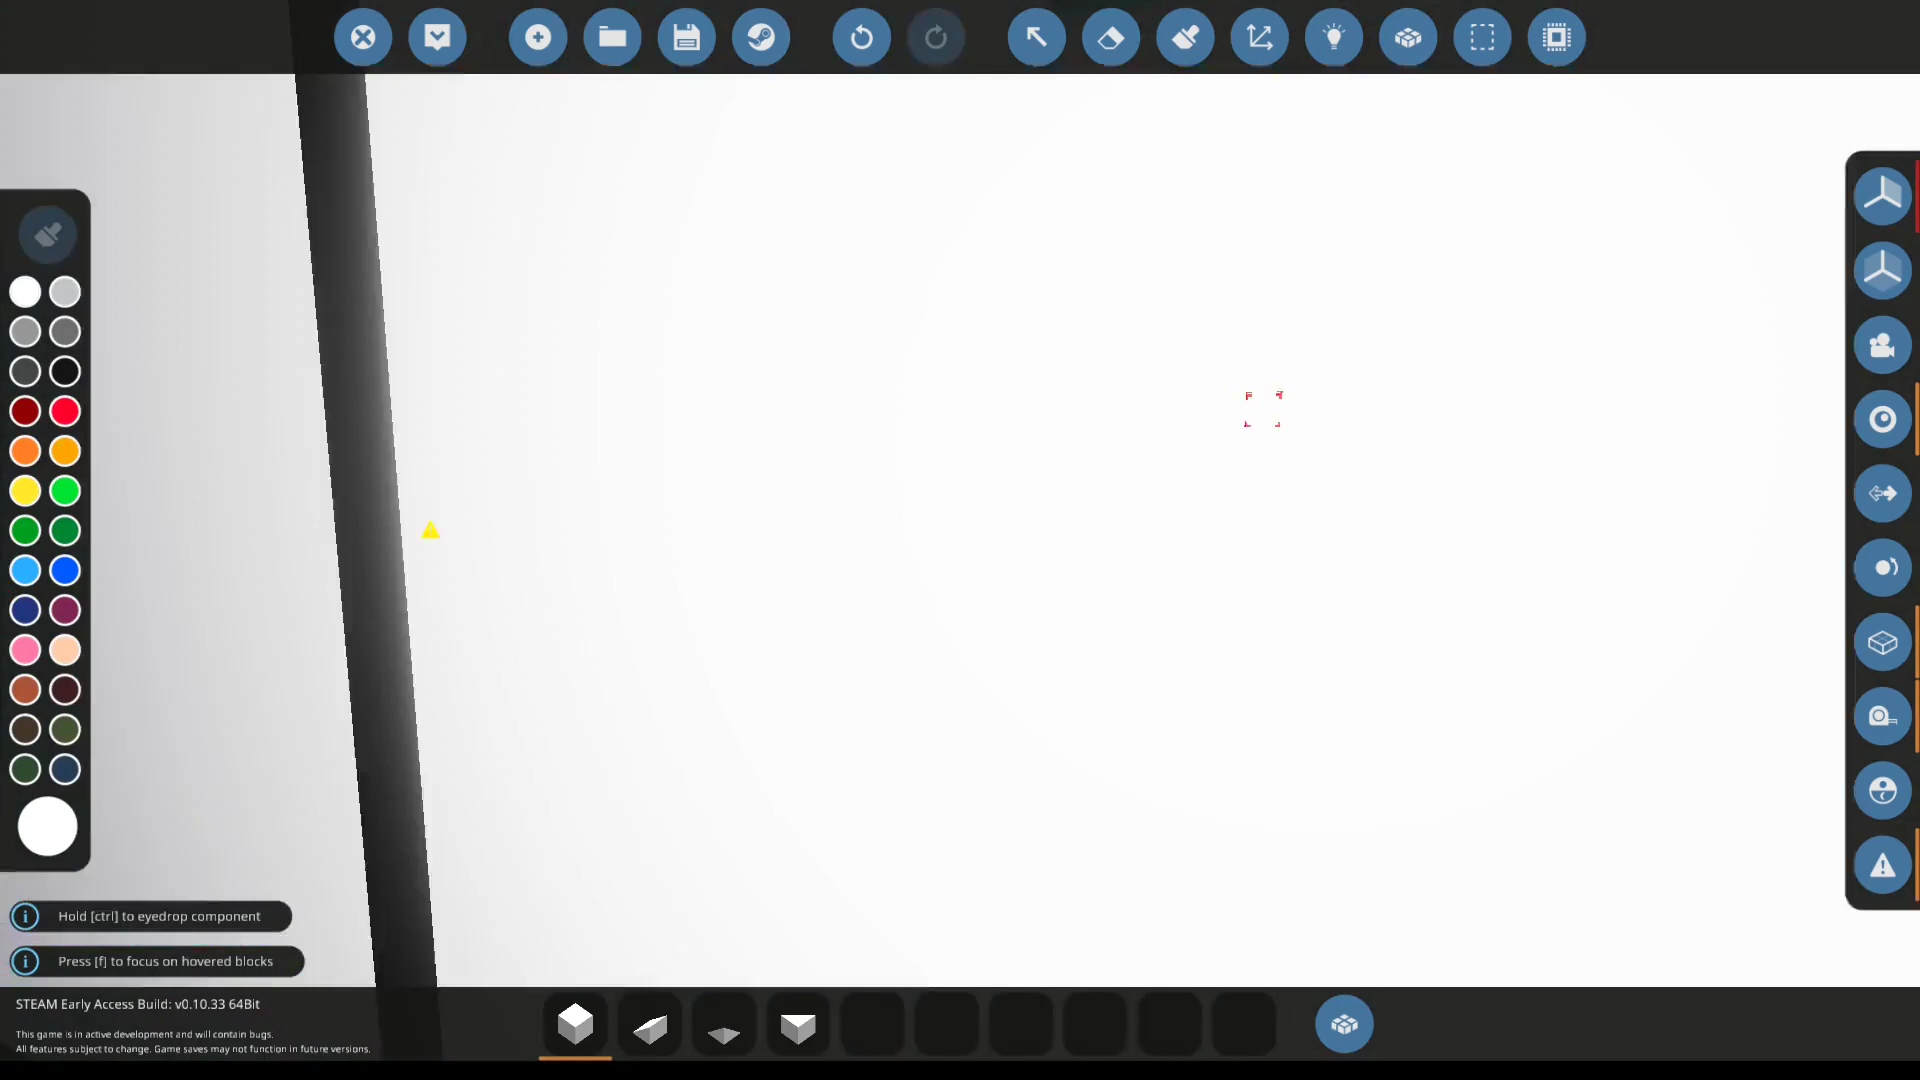 Hold [ctrl] to eyedrop component
Press [f] to focus on hovered blocks
STEAM Early Access Build: v0.10.33 64Bit
This game is in active development and will contain bugs.
All features subject to change. Game saves may not function in future versions.